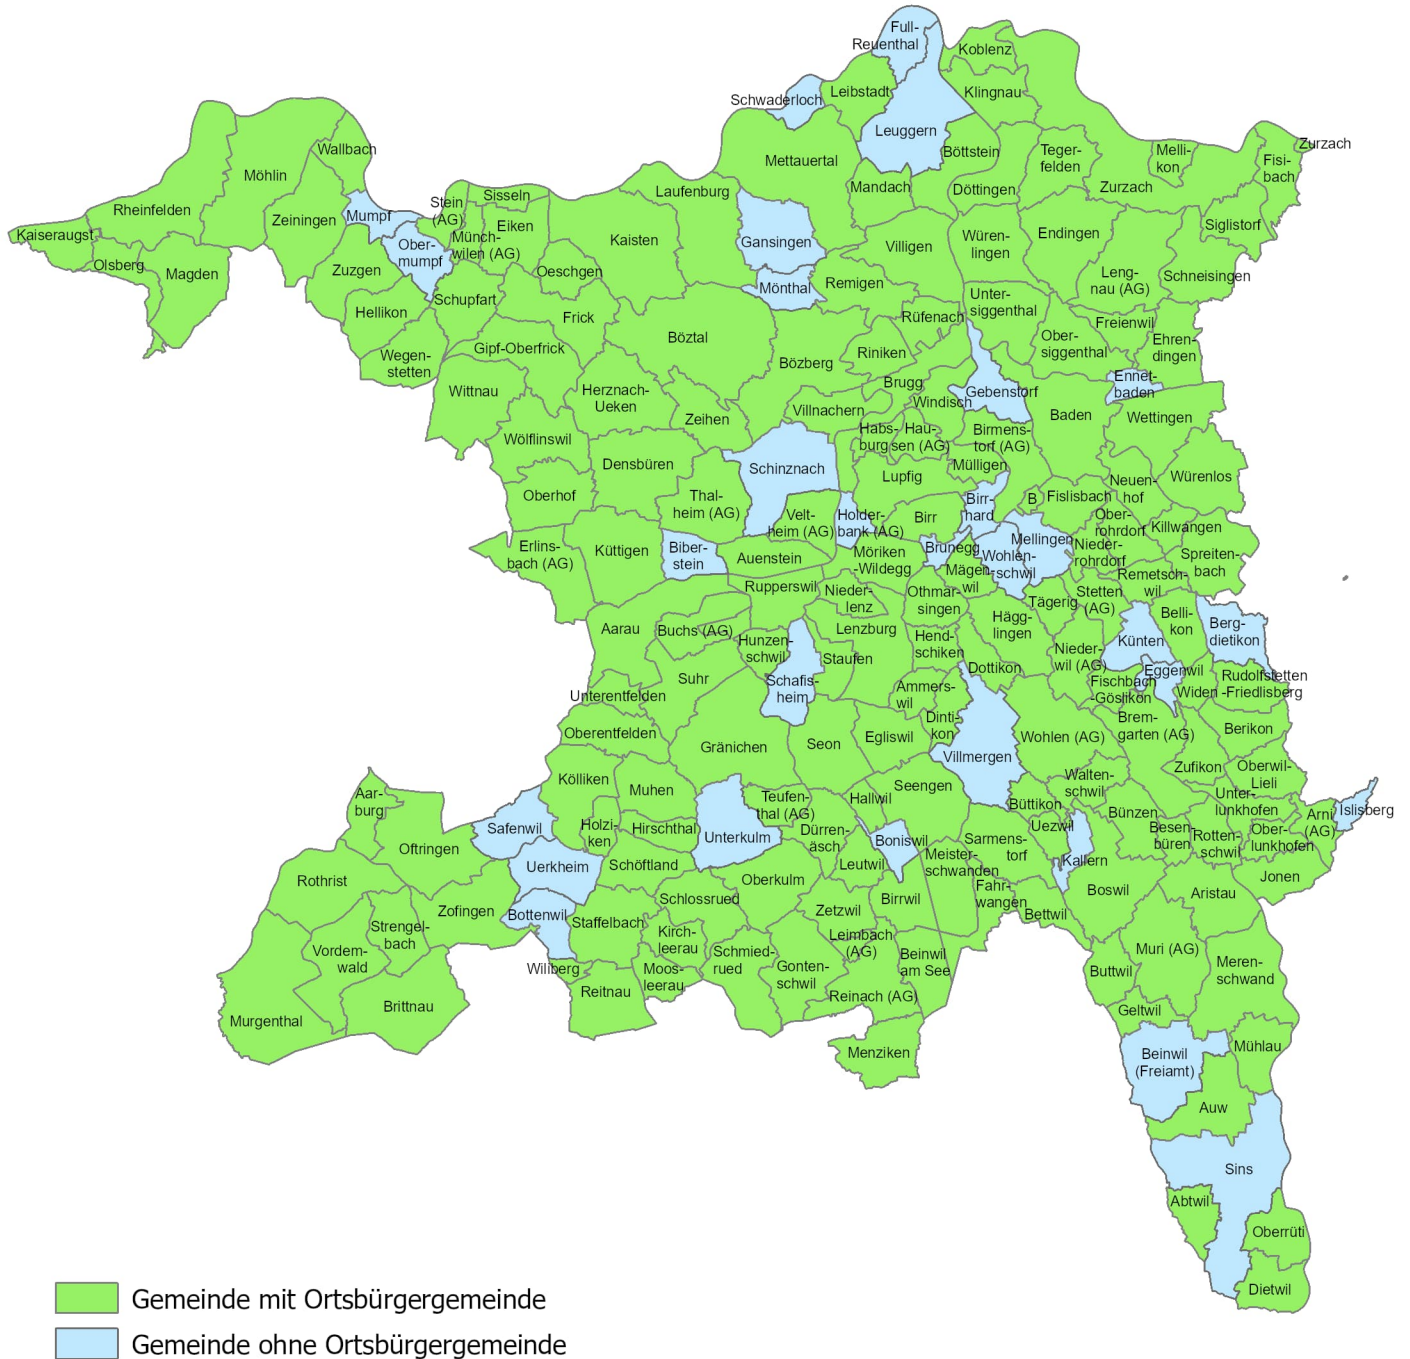 Full-
Reuenthal
Koblenz
Leibstadt
Klingnau
Schwaderloch
Leuggern
Zurzach
Wallbach
Möhlin
Mettauertal
Böttstein
Teger-
felden
Melli-
kon
Fisi-
bach
Laufenburg
Mandach
Döttingen
Zurzach
Rheinfelden
Zeiningen
Mumpf
Stein
(AG)
Sisseln
Eiken
Siglistorf
Kaiseraugst
Münch-
wilen (AG)
Kaisten
Gansingen
Villigen
Würen-
lingen
Endingen
Olsberg
Magden
Zuzgen
Ober-
mumpf
Oeschgen
Mönthal
Remigen
Leng-
nau (AG)
Schneisingen
Hellikon
Schupfart
Frick
Rüfenach
Unter-
siggenthal
Freienwil
Wegen-
stetten
Gipf-Oberfrick
Böztal
Bözberg
Riniken
Ober-
siggenthal
Ehren-
dingen
Wittnau
Herznach-
Ueken
Zeihen
Villnachern
Brugg
Windisch
Gebenstorf
Ennet-
baden
Baden
Wettingen
Wölflinswil
Densbüren
Schinznach
Habs-
burg
Hau-
sen (AG)
Birmens-
torf (AG)
Mülligen
Lupfig
Oberhof
Thal-
heim (AG)
Velt-
heim (AG)
Holder-
bank (AG)
Birr
Birr-
hard
B
Fislisbach
Neuen-
hof
Würenlos
Erlins-
bach (AG)
Küttigen
Biber-
stein
Auenstein
Möriken
-Wildegg
Brunegg
Wohlen-
schwil
Mellingen
Ober-
rohrdorf
Nieder-
rohrdorf
Killwangen
Spreiten-
bach
Rupperswil
Nieder-
lenz
Othmar-
singen
Mägen-
wil
Tägerig
Stetten
(AG)
Remetsch-
wil
Aarau
Buchs (AG)
Hunzen-
schwil
Lenzburg
Hend-
schiken
Hägg-
lingen
Künten
Belli-
kon
Berg-
dietikon
Suhr
Schafis-
heim
Staufen
Dottikon
Nieder-
wil (AG)
Fischbach
-Göslikon
Eggenwil
Widen
Rudolfstetten
-Friedlisberg
Unterentfelden
Ammers-
wil
Oberentfelden
Gränichen
Seon
Egliswil
Dinti-
kon
Villmergen
Wohlen (AG)
Brem-
garten (AG)
Berikon
Kölliken
Muhen
Teufen-
thal (AG)
Hallwil
Seengen
Walten-
schwil
Zufikon
Oberwil-
Lieli
Aar-
burg
Safenwil
Holzi-
ken
Hirschthal
Unterkulm
Dürren-
äsch
Boniswil
Büttikon
Uezwil
Bünzen
Unter-
lunkhofen
Arni
(AG)
Islisberg
Oftringen
Uerkheim
Schöftland
Leutwil
Meister-
schwanden
Sarmens-
torf
Kallern
Besen
büren
Rotten-
schwil
Ober-
lunkhofen
Rothrist
Oberkulm
Fahr-
wangen
Boswil
Aristau
Jonen
Zofingen
Bottenwil
Staffelbach
Schlossrued
Zetzwil
Birrwil
Bettwil
Strengel-
bach
Vordem-
wald
Wiliberg
Kirch-
leerau
Schmied-
rued
Leimbach
(AG)
Beinwil
am See
Muri (AG)
Meren-
schwand
Murgenthal
Brittnau
Reitnau
Moos-
leerau
Gonten-
schwil
Reinach (AG)
Buttwil
Geltwil
Menziken
Beinwil
(Freiamt)
Mühlau
Auw
Sins
Abtwil
Oberrüti
Dietwil
Gemeinde mit Ortsbürgergemeinde
Gemeinde ohne Ortsbürgergemeinde